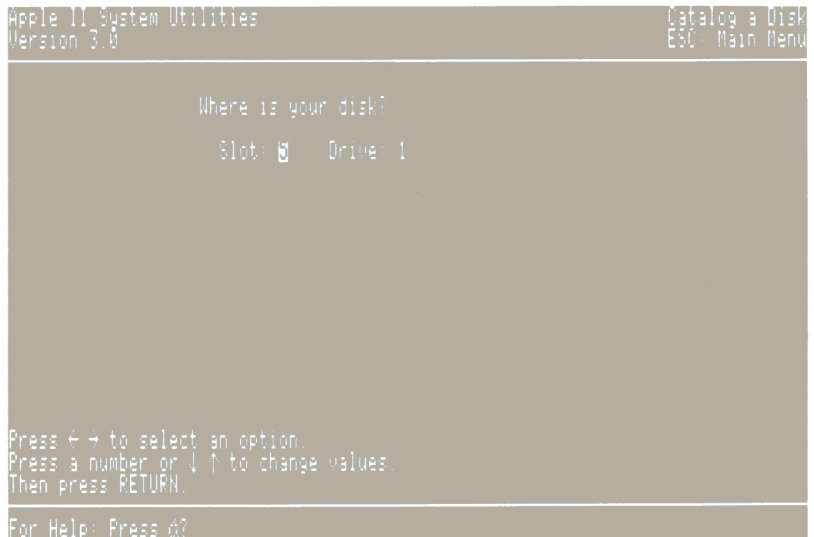 Apple II System Utilities
Catalog a Disk
Version 3.0
ESC: Main Menu
Where is your disk?
Slot: 5 Drive: 1
Press ← → to select an option.
Press a number or ↓ ↑ to change values.
Then press RETURN.
For Help: Press ?